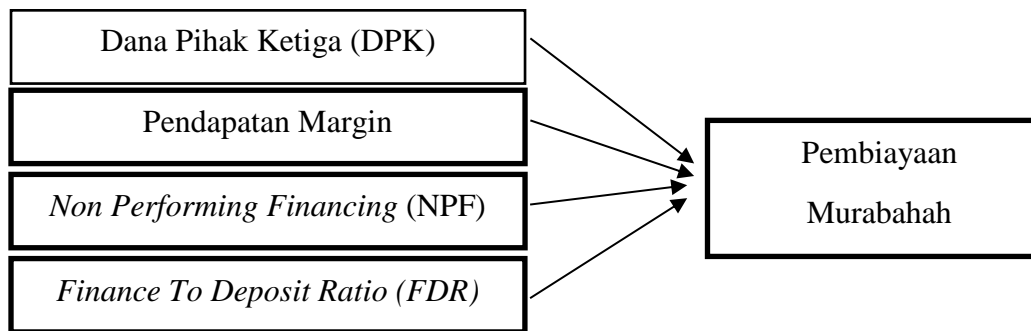 Dana Pihak Ketiga (DPK)
Pendapatan Margin
Non Performing Financing (NPF)
Finance To Deposit Ratio (FDR)
Pembiayaan
Murabahah